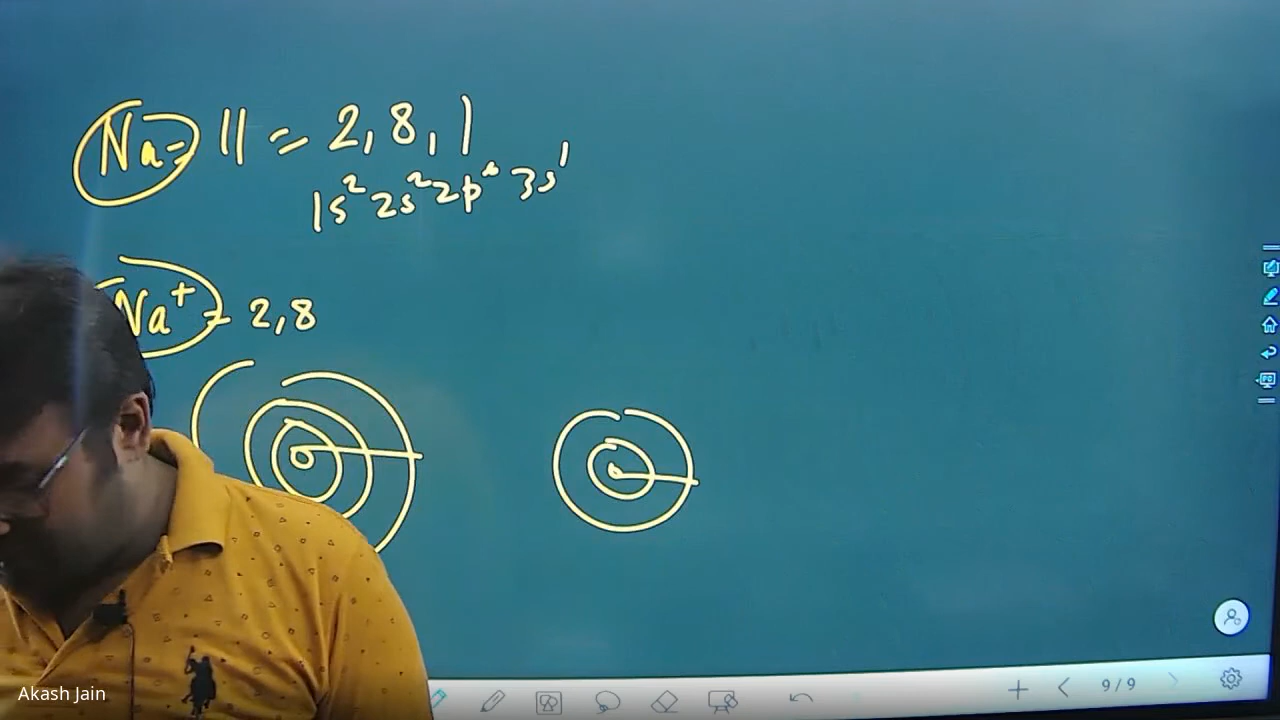 Na = 11 = 2, 8, 1
1s² 2s² 2p⁶ 3s¹
Na⁺ = 2, 8
Akash Jain
9/9